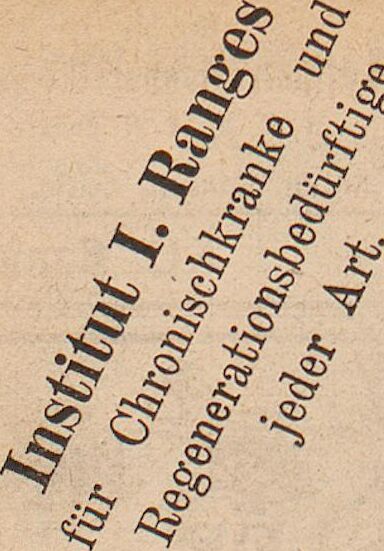 Institut I. Ranges
für Chronischkranke und
Regenerationsbedürftige
jeder Art.